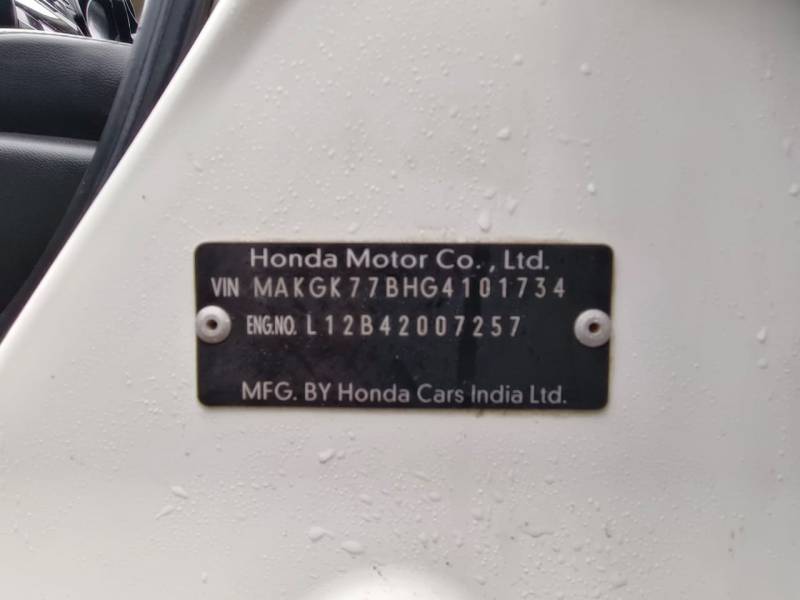 Honda Motor Co., Ltd.
VIN MAKGK77BHG4101734
ENG.NO. L12B42007257
MFG. BY Honda Cars India Ltd.